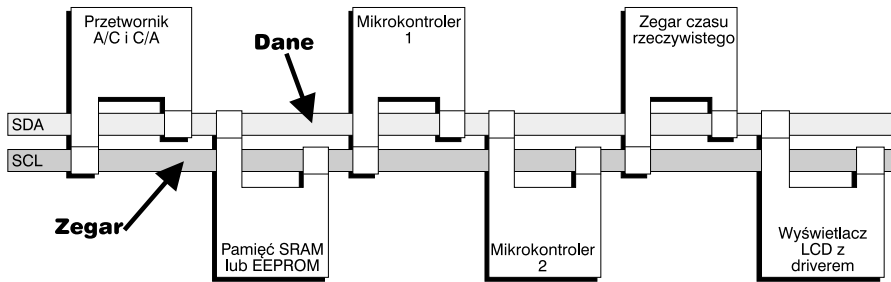 Przetwornik
A/C i C/A
Mikrokontroler
1
Zegar czasu
rzeczywistego
Dane
SDA
SCL
Zegar
Pamięć SRAM
lub EEPROM
Mikrokontroler
2
Wyświetlacz
LCD z
driverem